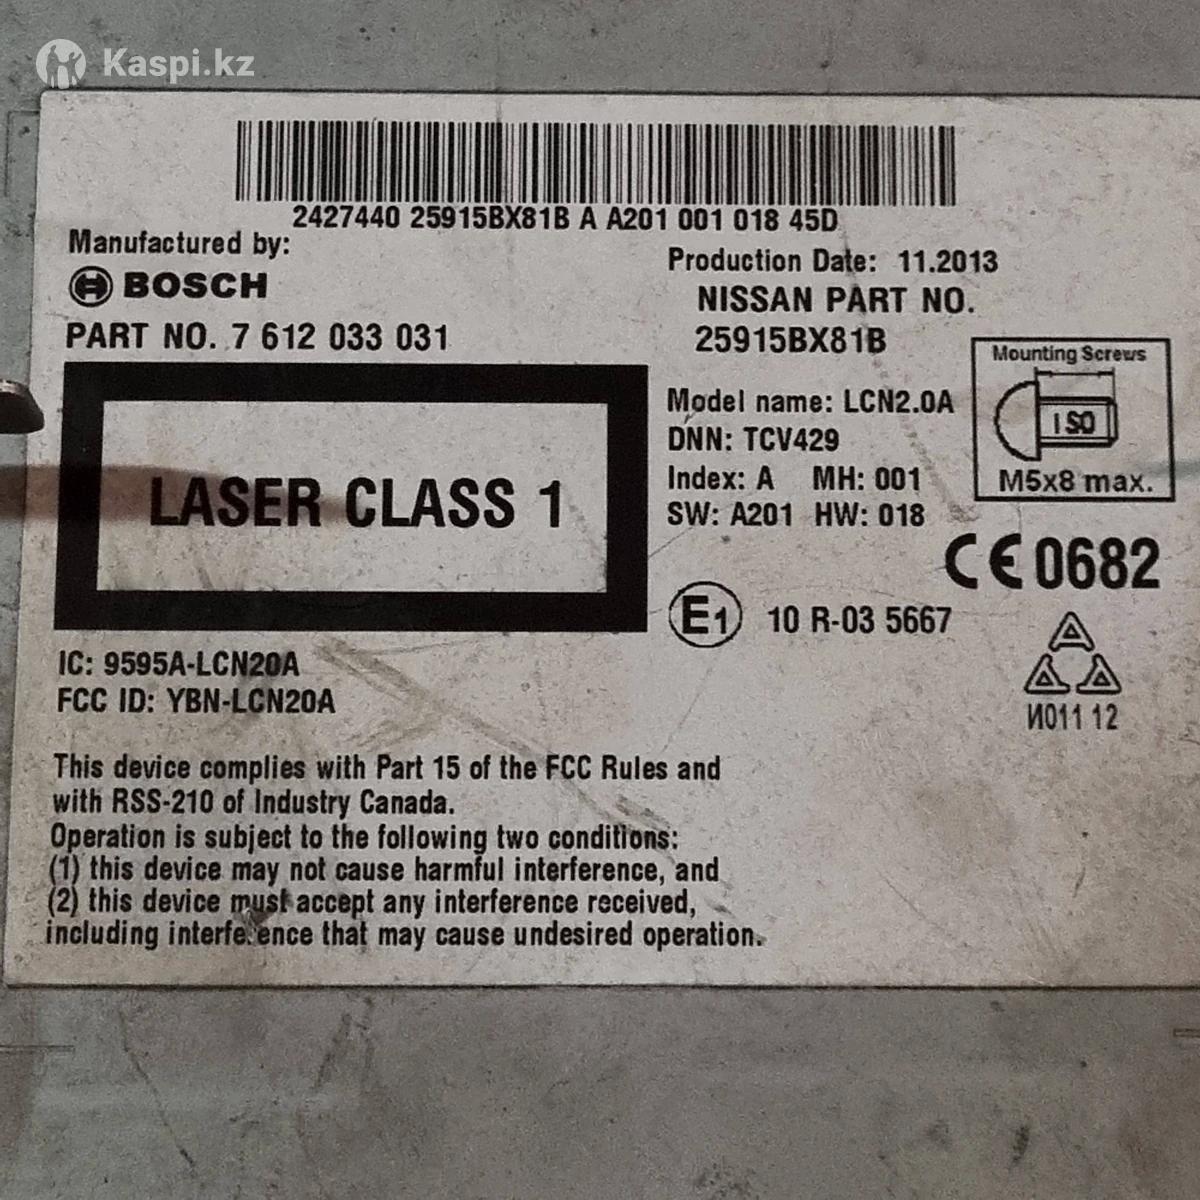 Kaspi.kz
2427440 25915BX81B A A201 001 018 45D
Manufactured by:
BOSCH
PART NO. 7 612 033 031
Production Date: 11.2013
NISSAN PART NO.
25915BX81B
Mounting Screws
ISO
M5x8 max.
LASER CLASS 1
Model name: LCN2.0A
DNN: TCV429
Index: A MH: 001
SW: A201 HW: 018
CE 0682
E1 10 R-03 5667
И011 12
IC: 9595A-LCN20A
FCC ID: YBN-LCN20A
This device complies with Part 15 of the FCC Rules and
with RSS-210 of Industry Canada.
Operation is subject to the following two conditions:
(1) this device may not cause harmful interference, and
(2) this device must accept any interference received,
including interference that may cause undesired operation.